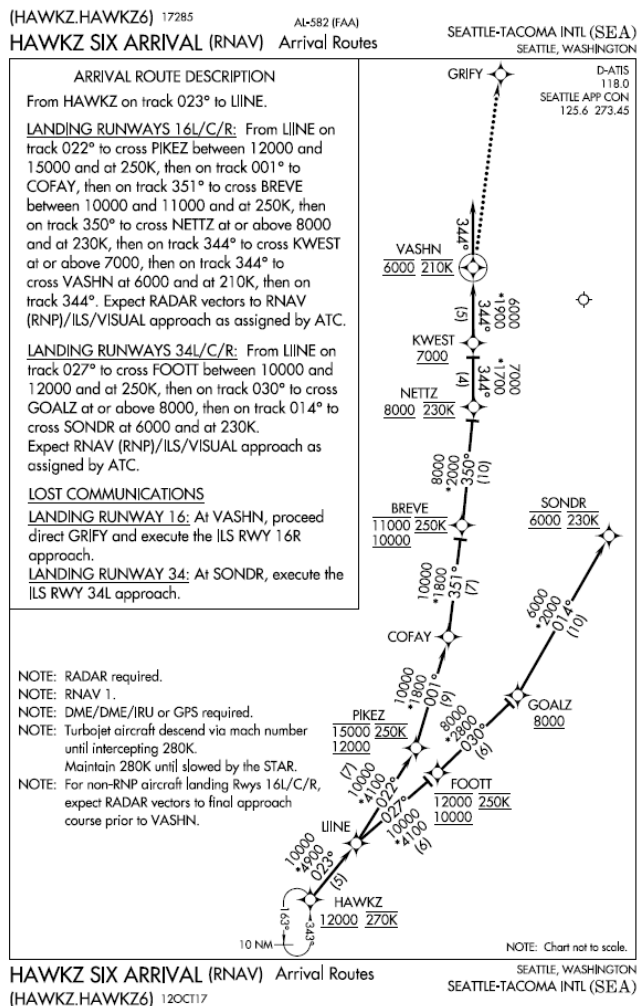 (HAWKZ.HAWKZ6) 17285
AL-582 (FAA)
SEATTLE-TACOMA INTL (SEA)
HAWKZ SIX ARRIVAL (RNAV) Arrival Routes
SEATTLE, WASHINGTON
ARRIVAL ROUTE DESCRIPTION
From HAWKZ on track 023° to LIINE.
LANDING RUNWAYS 16L/C/R: From LIINE on
track 022° to cross PIKEZ between 12000 and
15000 and at 250K, then on track 001° to
COFAY, then on track 351° to cross BREVE
between 10000 and 11000 and at 250K, then
on track 350° to cross NETTZ at or above 8000
and at 230K, then on track 344° to cross KWEST
at or above 7000, then on track 344° to
cross VASHN at 6000 and at 210K, then on
track 344°. Expect RADAR vectors to RNAV
(RNP)/ILS/VISUAL approach as assigned by ATC.
LANDING RUNWAYS 34L/C/R: From LIINE on
track 027° to cross FOOTT between 10000 and
12000 and at 250K, then on track 030° to cross
GOALZ at or above 8000, then on track 014° to
cross SONDR at 6000 and at 230K.
Expect RNAV (RNP)/ILS/VISUAL approach as
assigned by ATC.
LOST COMMUNICATIONS
LANDING RUNWAY 16: At VASHN, proceed
direct GRIFY and execute the ILS RWY 16R
approach.
LANDING RUNWAY 34: At SONDR, execute the
ILS RWY 34L approach.
NOTE: RADAR required.
NOTE: RNAV 1.
NOTE: DME/DME/IRU or GPS required.
NOTE: Turbojet aircraft descend via mach number
until intercepting 280K.
Maintain 280K until slowed by the STAR.
NOTE: For non-RNP aircraft landing Rwys 16L/C/R,
expect RADAR vectors to final approach
course prior to VASHN.
D-ATIS
118.0
SEATTLE APP CON
125.6 273.45
GRIFY
344°
VASHN
6000 210K
6000
*1900
344°
(5)
KWEST
7000
7000
*1700
344°
(4)
NETTZ
8000 230K
8000
*2000
350°
(10)
BREVE
11000 250K
10000
10000
*1800
351°
(7)
COFAY
SONDR
6000 230K
6000
*2000
014°
(10)
GOALZ
8000
10000
*1800
001°
(9)
PIKEZ
15000 250K
12000
8000
*2800
030°
(6)
FOOTT
12000 250K
10000
(7)
10000
*4100
022°
027°
10000
*4100
(6)
LIINE
10000
*4900
023°
(5)
HAWKZ
12000 270K
163°
343°
10 NM
NOTE: Chart not to scale.
HAWKZ SIX ARRIVAL (RNAV) Arrival Routes
SEATTLE, WASHINGTON
(HAWKZ.HAWKZ6) 12OCT17
SEATTLE-TACOMA INTL (SEA)